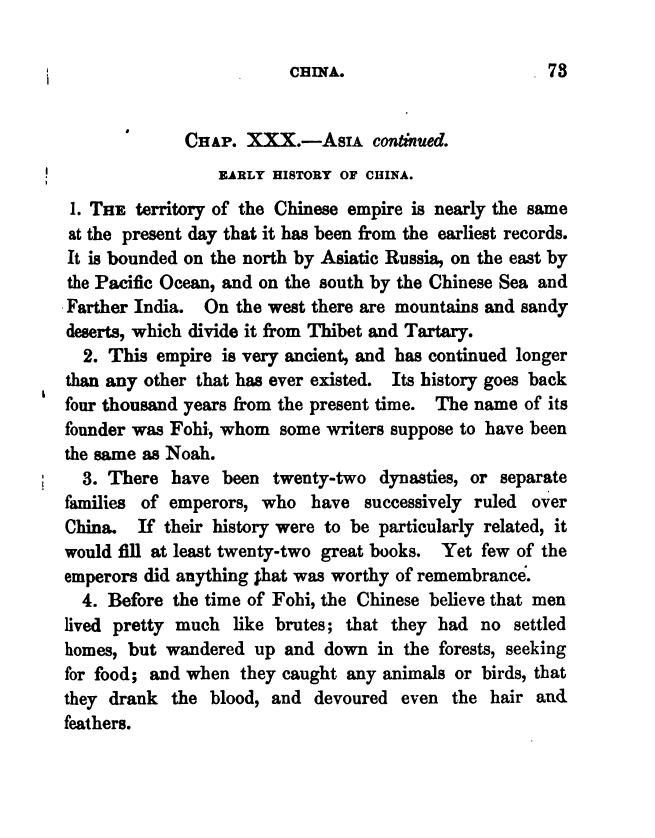 CHINA. 73
CHAP. XXX.—ASIA continued.
EARLY HISTORY OF CHINA.
1. THE territory of the Chinese empire is nearly the same
at the present day that it has been from the earliest records.
It is bounded on the north by Asiatic Russia, on the east by
the Pacific Ocean, and on the south by the Chinese Sea and
Farther India. On the west there are mountains and sandy
deserts, which divide it from Thibet and Tartary.
2. This empire is very ancient, and has continued longer
than any other that has ever existed. Its history goes back
four thousand years from the present time. The name of its
founder was Fohi, whom some writers suppose to have been
the same as Noah.
3. There have been twenty-two dynasties, or separate
families of emperors, who have successively ruled over
China. If their history were to be particularly related, it
would fill at least twenty-two great books. Yet few of the
emperors did anything that was worthy of remembrance.
4. Before the time of Fohi, the Chinese believe that men
lived pretty much like brutes; that they had no settled
homes, but wandered up and down in the forests, seeking
for food; and when they caught any animals or birds, that
they drank the blood, and devoured even the hair and
feathers.